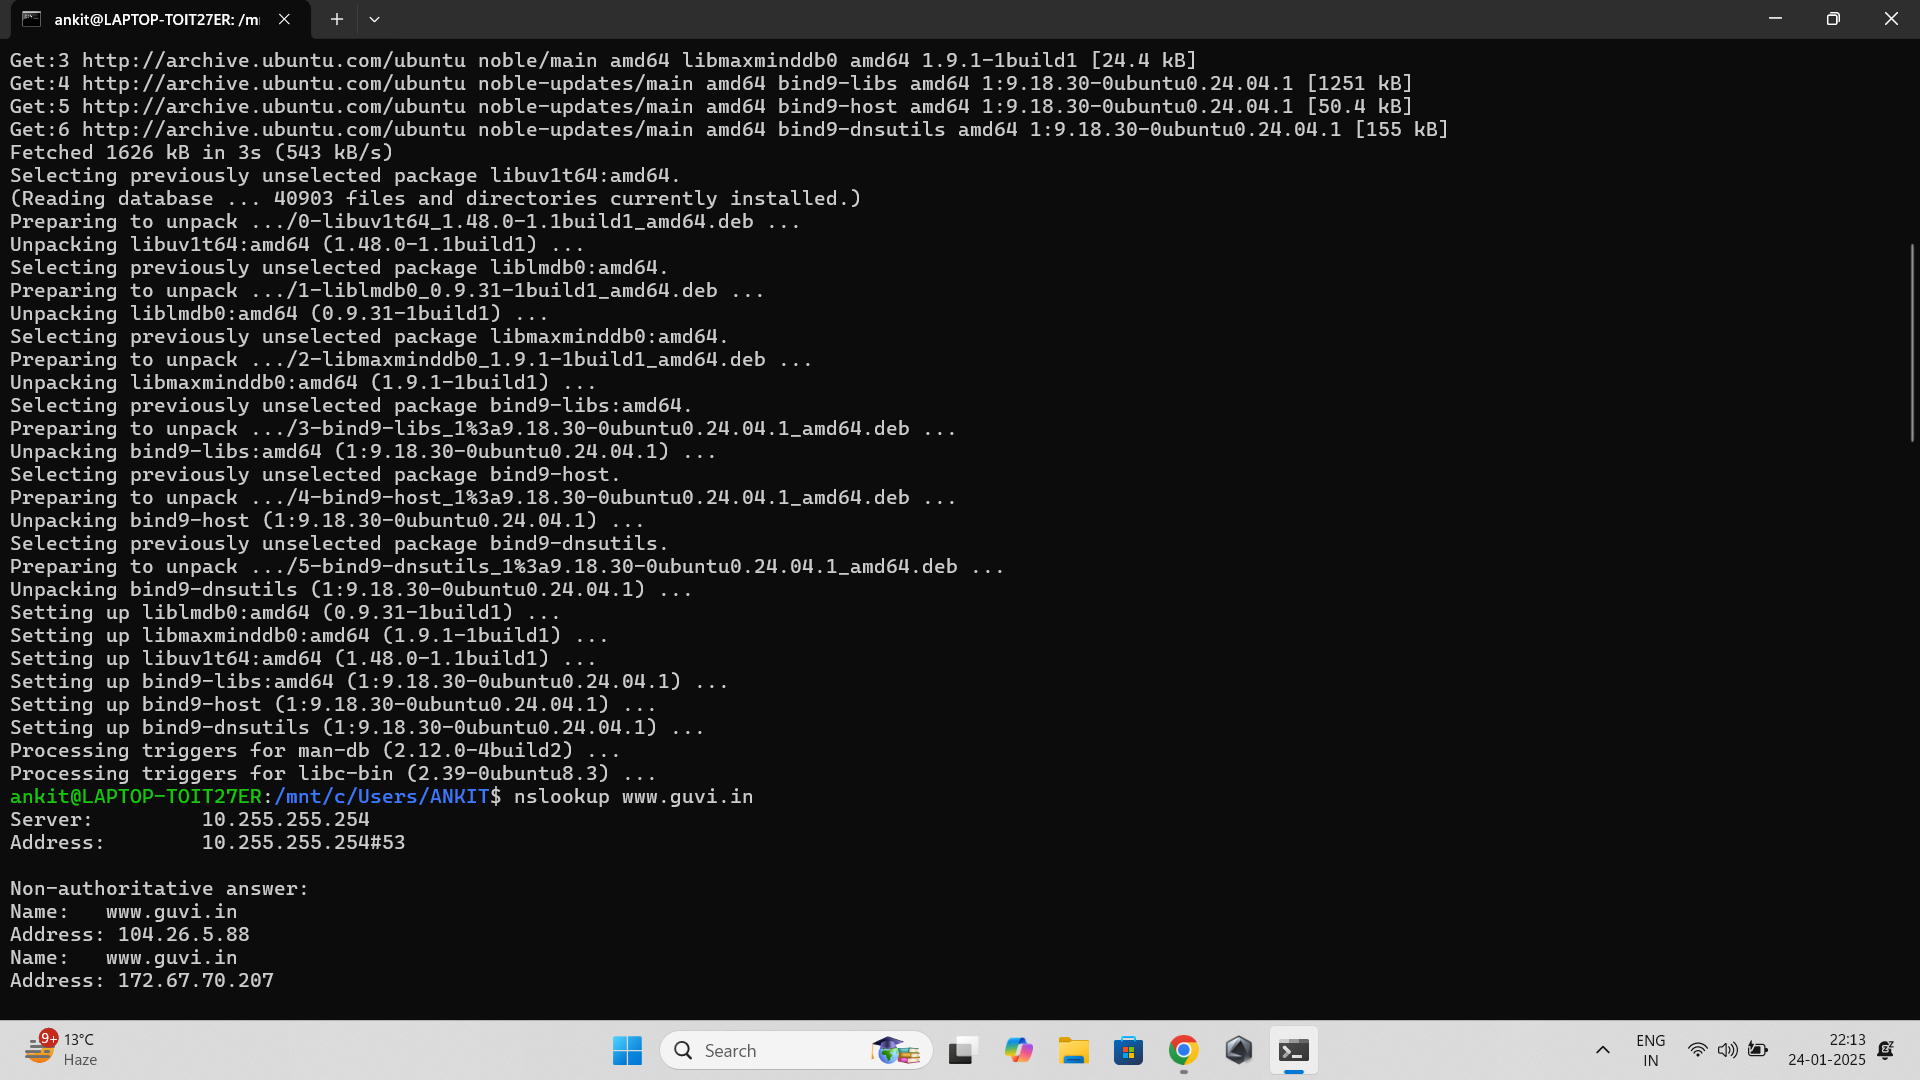 ankit@LAPTOP-TOIT27ER: /m
Get:3 http://archive.ubuntu.com/ubuntu noble/main amd64 libmaxminddb0 amd64 1.9.1-1build1 [24.4 kB]
Get:4 http://archive.ubuntu.com/ubuntu noble-updates/main amd64 bind9-libs amd64 1:9.18.30-0ubuntu0.24.04.1 [1251 kB]
Get:5 http://archive.ubuntu.com/ubuntu noble-updates/main amd64 bind9-host amd64 1:9.18.30-0ubuntu0.24.04.1 [50.4 kB]
Get:6 http://archive.ubuntu.com/ubuntu noble-updates/main amd64 bind9-dnsutils amd64 1:9.18.30-0ubuntu0.24.04.1 [155 kB]
Fetched 1626 kB in 3s (543 kB/s)
Selecting previously unselected package libuv1t64:amd64.
(Reading database ... 40903 files and directories currently installed.)
Preparing to unpack .../0-libuv1t64_1.48.0-1.1build1_amd64.deb ...
Unpacking libuv1t64:amd64 (1.48.0-1.1build1) ...
Selecting previously unselected package liblmdb0:amd64.
Preparing to unpack .../1-liblmdb0_0.9.31-1build1_amd64.deb ...
Unpacking liblmdb0:amd64 (0.9.31-1build1) ...
Selecting previously unselected package libmaxminddb0:amd64.
Preparing to unpack .../2-libmaxminddb0_1.9.1-1build1_amd64.deb ...
Unpacking libmaxminddb0:amd64 (1.9.1-1build1) ...
Selecting previously unselected package bind9-libs:amd64.
Preparing to unpack .../3-bind9-libs_1%3a9.18.30-0ubuntu0.24.04.1_amd64.deb ...
Unpacking bind9-libs:amd64 (1:9.18.30-0ubuntu0.24.04.1) ...
Selecting previously unselected package bind9-host.
Preparing to unpack .../4-bind9-host_1%3a9.18.30-0ubuntu0.24.04.1_amd64.deb ...
Unpacking bind9-host (1:9.18.30-0ubuntu0.24.04.1) ...
Selecting previously unselected package bind9-dnsutils.
Preparing to unpack .../5-bind9-dnsutils_1%3a9.18.30-0ubuntu0.24.04.1_amd64.deb ...
Unpacking bind9-dnsutils (1:9.18.30-0ubuntu0.24.04.1) ...
Setting up liblmdb0:amd64 (0.9.31-1build1) ...
Setting up libmaxminddb0:amd64 (1.9.1-1build1) ...
Setting up libuv1t64:amd64 (1.48.0-1.1build1) ...
Setting up bind9-libs:amd64 (1:9.18.30-0ubuntu0.24.04.1) ...
Setting up bind9-host (1:9.18.30-0ubuntu0.24.04.1) ...
Setting up bind9-dnsutils (1:9.18.30-0ubuntu0.24.04.1) ...
Processing triggers for man-db (2.12.0-4build2) ...
Processing triggers for libc-bin (2.39-0ubuntu8.3) ...
ankit@LAPTOP-TOIT27ER:/mnt/c/Users/ANKIT$ nslookup www.guvi.in
Server:         10.255.255.254
Address:        10.255.255.254#53
Non-authoritative answer:
Name:   www.guvi.in
Address: 104.26.5.88
Name:   www.guvi.in
Address: 172.67.70.207
9+
13°C
Haze
Search
ENG
IN
22:13
24-01-2025